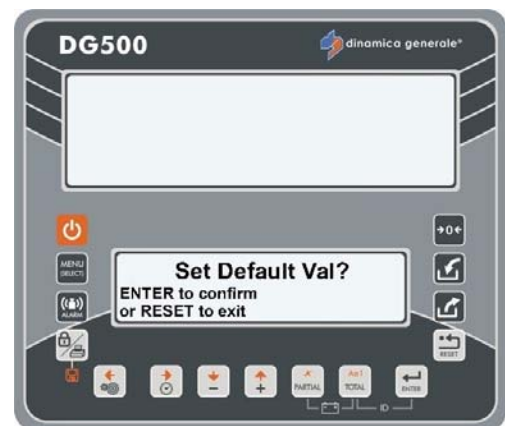 DG500
dinamica generale®
→0←
MENU
(SELECT)
Set Default Val?
ENTER to confirm
or RESET to exit
ALARM
RESET
PARTIAL
TOTAL
ENTER
ID